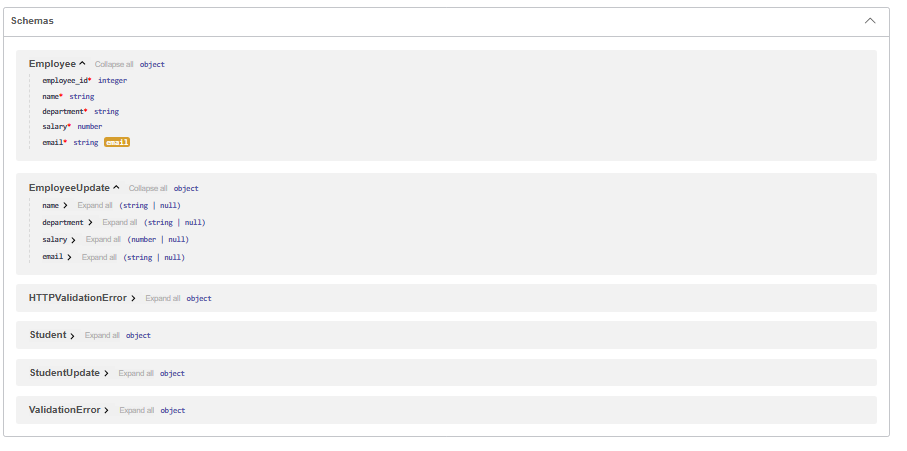 Schemas
Employee Collapse all object
employee_id* integer
name* string
department* string
salary* number
email* string email
EmployeeUpdate Collapse all object
name Expand all (string | null)
department Expand all (string | null)
salary Expand all (number | null)
email Expand all (string | null)
HTTPValidationError Expand all object
Student Expand all object
StudentUpdate Expand all object
ValidationError Expand all object